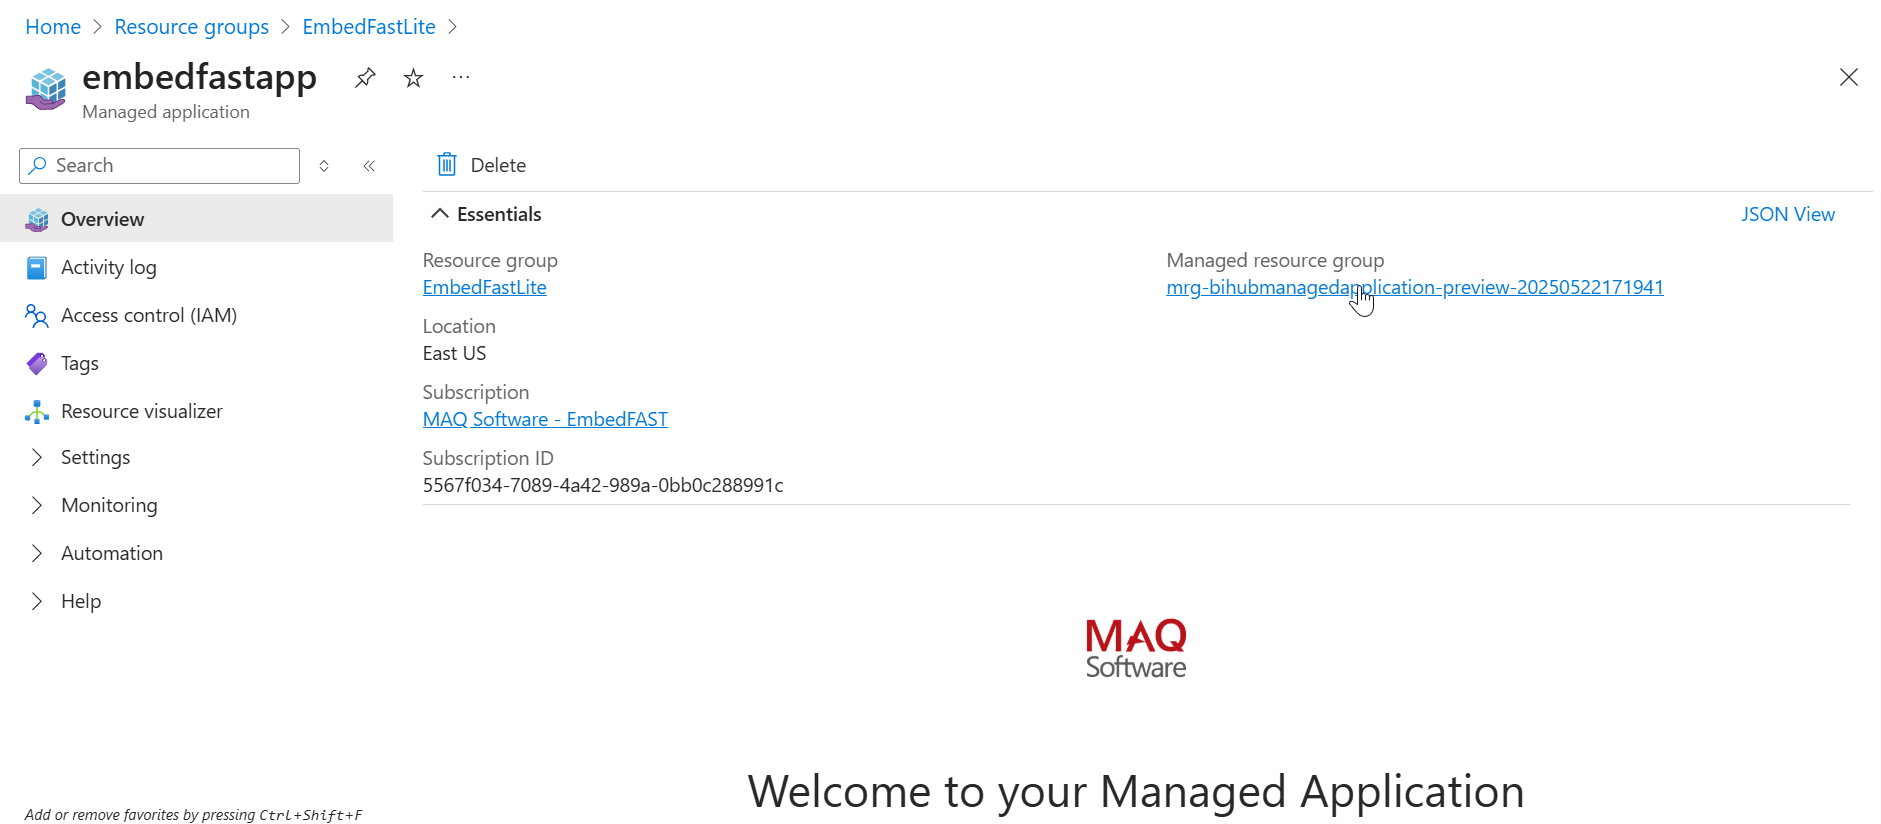 Home > Resource groups > EmbedFastLite >
embedfastapp
Managed application
Search
Overview
Activity log
Access control (IAM)
Tags
Resource visualizer
Settings
Monitoring
Automation
Help
Add or remove favorites by pressing Ctrl+Shift+F
Delete
Essentials
JSON View
Resource group
EmbedFastLite
Location
East US
Subscription
MAQ Software - EmbedFAST
Subscription ID
5567f034-7089-4a42-989a-0bb0c288991c
Managed resource group
mrg-bihubmanagedapplication-preview-20250522171941
MAQ
Software
Welcome to your Managed Application